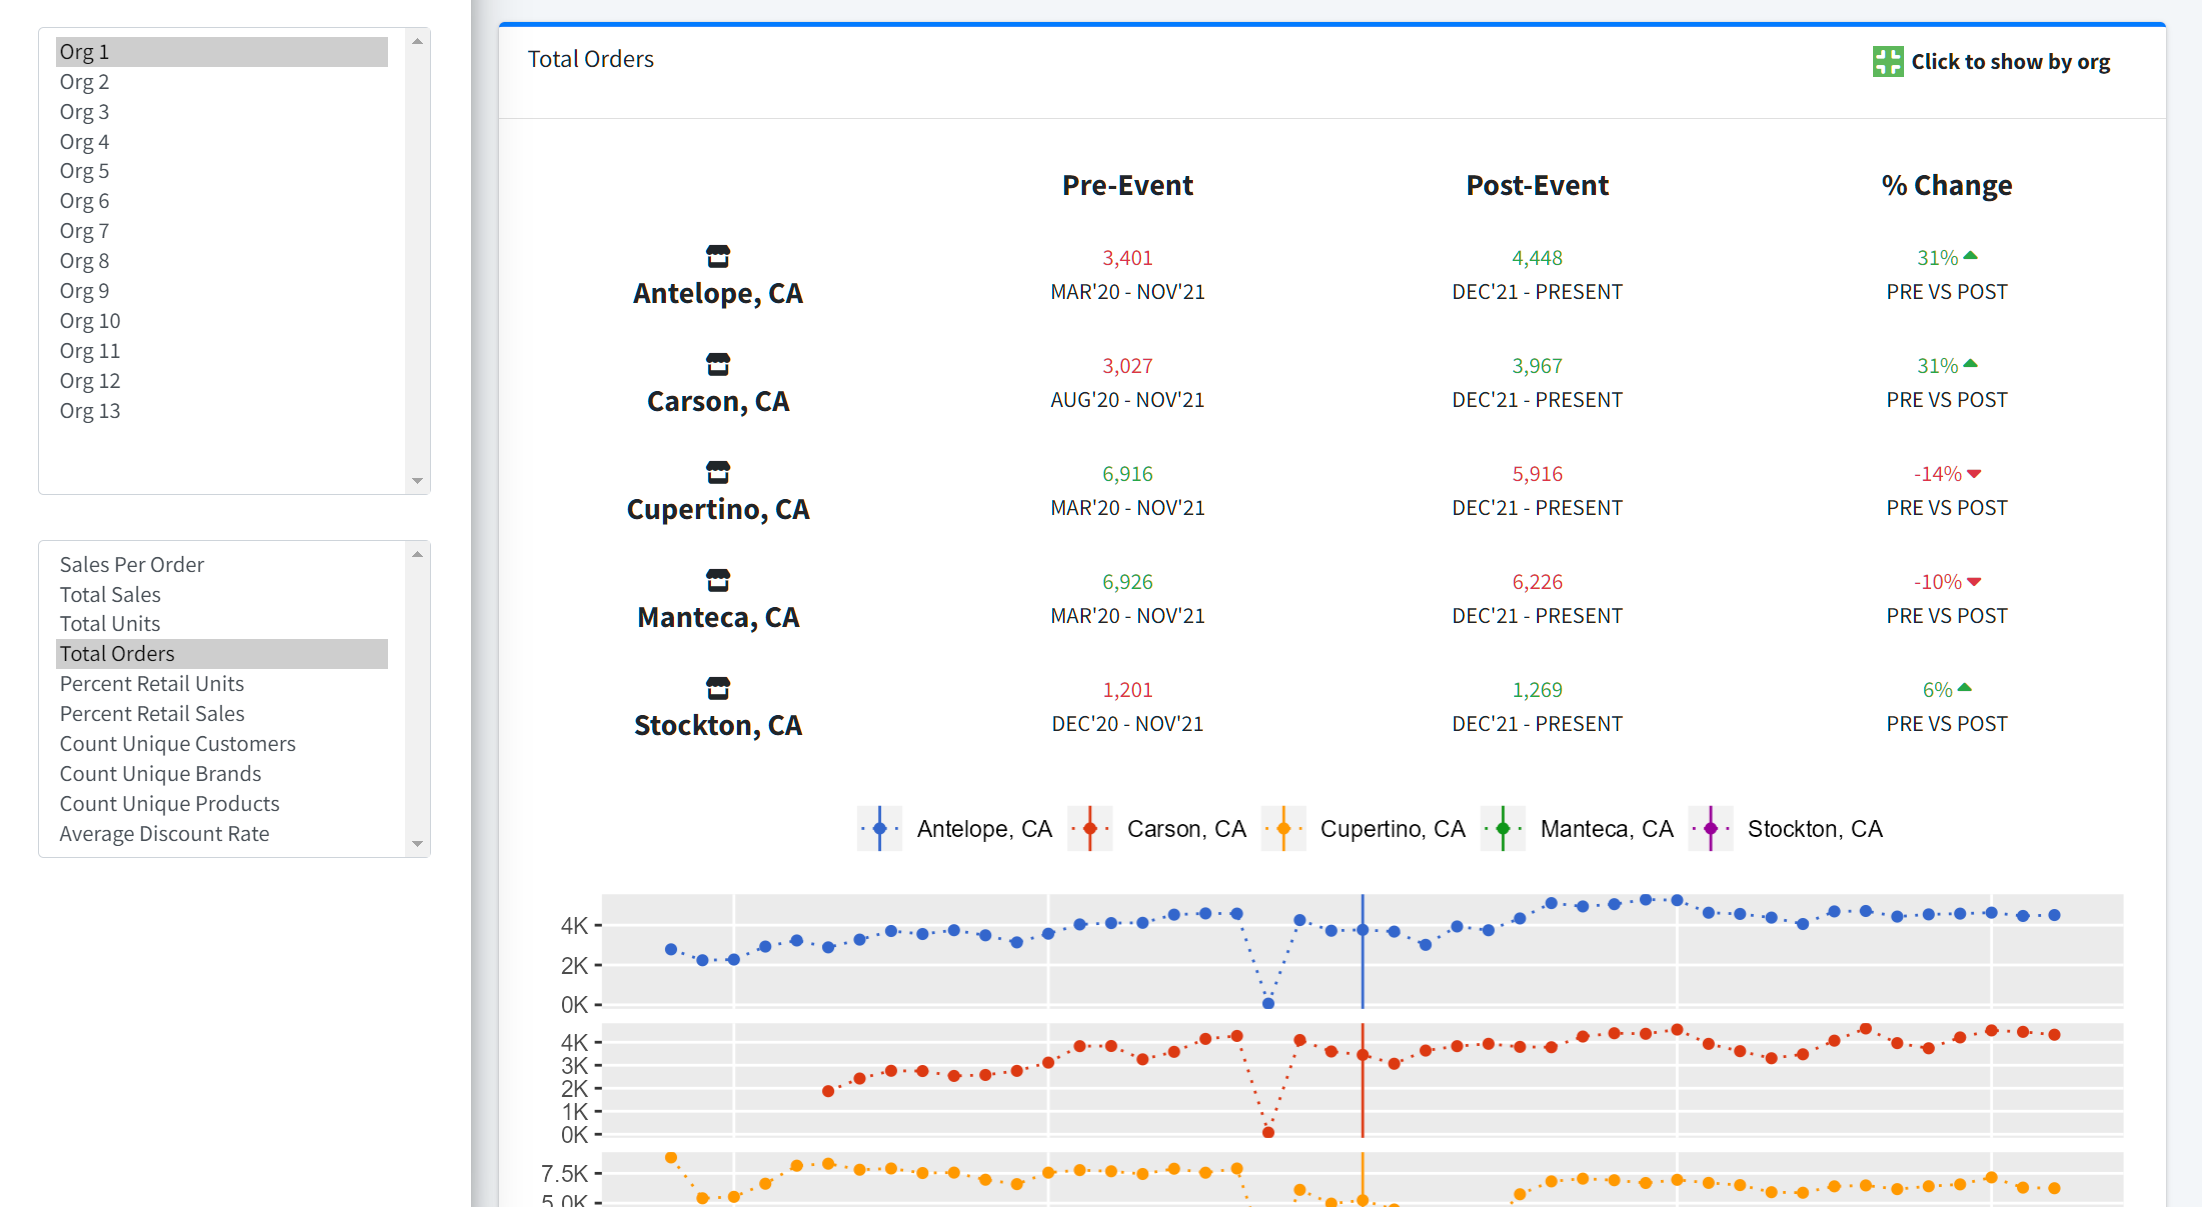 Org 1
Org 2
Org 3
Org 4
Org 5
Org 6
Org 7
Org 8
Org 9
Org 10
Org 11
Org 12
Org 13
Sales Per Order
Total Sales
Total Units
Total Orders
Percent Retail Units
Percent Retail Sales
Count Unique Customers
Count Unique Brands
Count Unique Products
Average Discount Rate
Total Orders
Click to show by org
Pre-Event Post-Event % Change
Antelope, CA
3,401 4,448 31%
MAR'20 - NOV'21 DEC'21 - PRESENT PRE VS POST
Carson, CA
3,027 3,967 31%
AUG'20 - NOV'21 DEC'21 - PRESENT PRE VS POST
Cupertino, CA
6,916 5,916 -14%
MAR'20 - NOV'21 DEC'21 - PRESENT PRE VS POST
Manteca, CA
6,926 6,226 -10%
MAR'20 - NOV'21 DEC'21 - PRESENT PRE VS POST
Stockton, CA
1,201 1,269 6%
DEC'20 - NOV'21 DEC'21 - PRESENT PRE VS POST
Antelope, CA Carson, CA Cupertino, CA Manteca, CA Stockton, CA
4K
2K
0K
4K
3K
2K
1K
0K
7.5K
5.0K